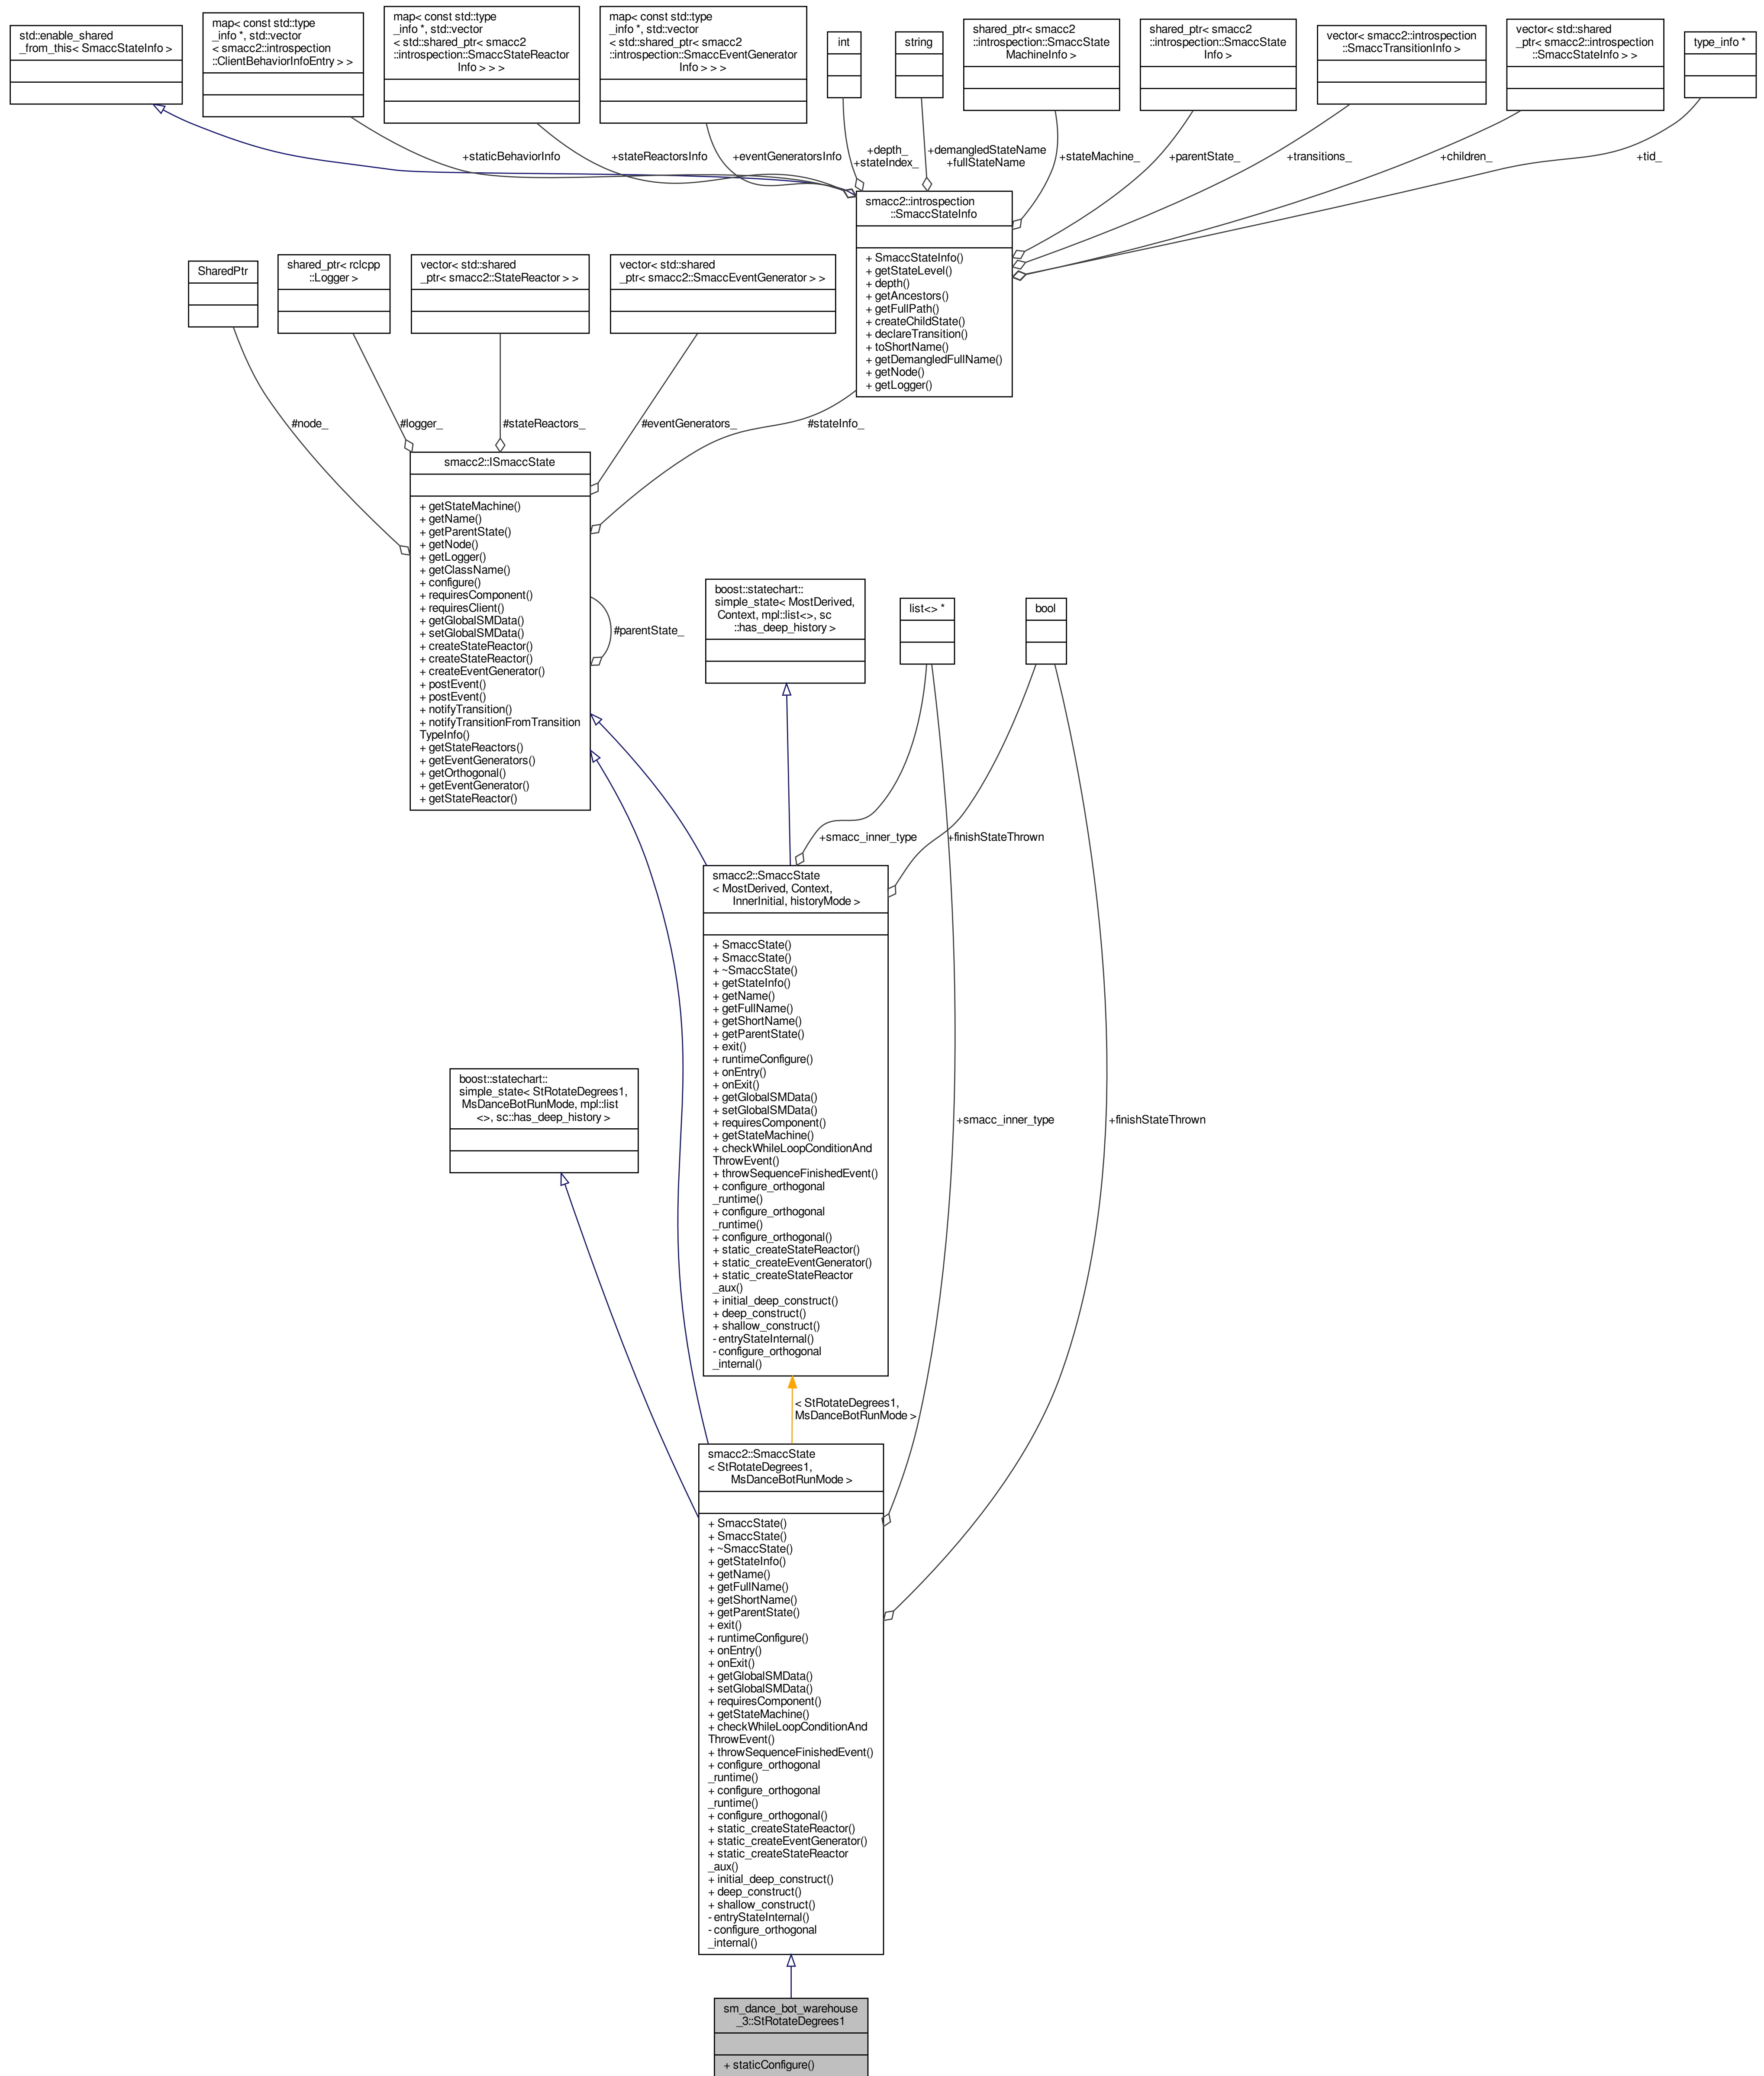 std::enable_shared
_from_this< SmaccStateInfo >
map< const std::type
_info *, std::vector
< smacc2::introspection
::ClientBehaviorInfoEntry > >
map< const std::type
_info *, std::vector
< std::shared_ptr< smacc2
::introspection::SmaccStateReactor
Info > > >
map< const std::type
_info *, std::vector
< std::shared_ptr< smacc2
::introspection::SmaccEventGenerator
Info > > >
int
string
shared_ptr< smacc2
::introspection::SmaccState
MachineInfo >
shared_ptr< smacc2
::introspection::SmaccState
Info >
vector< smacc2::introspection
::SmaccTransitionInfo >
vector< std::shared
_ptr< smacc2::introspection
::SmaccStateInfo > >
type_info *
+staticBehaviorInfo
+stateReactorsInfo
+eventGeneratorsInfo
+depth_
+stateIndex_
+demangledStateName
+fullStateName
+stateMachine_
+parentState_
+transitions_
+children_
+tid_
smacc2::introspection
::SmaccStateInfo
+ SmaccStateInfo()
+ getStateLevel()
+ depth()
+ getAncestors()
+ getFullPath()
+ createChildState()
+ declareTransition()
+ toShortName()
+ getDemangledFullName()
+ getNode()
+ getLogger()
SharedPtr
shared_ptr< rclcpp
::Logger >
vector< std::shared
_ptr< smacc2::StateReactor > >
vector< std::shared
_ptr< smacc2::SmaccEventGenerator > >
#node_
#logger_
#stateReactors_
#eventGenerators_
#stateInfo_
smacc2::ISmaccState
+ getStateMachine()
+ getName()
+ getParentState()
+ getNode()
+ getLogger()
+ getClassName()
+ configure()
+ requiresComponent()
+ requiresClient()
+ getGlobalSMData()
+ setGlobalSMData()
+ createStateReactor()
+ createStateReactor()
+ createEventGenerator()
+ postEvent()
+ postEvent()
+ notifyTransition()
+ notifyTransitionFromTransition
TypeInfo()
+ getStateReactors()
+ getEventGenerators()
+ getOrthogonal()
+ getEventGenerator()
+ getStateReactor()
#parentState_
boost::statechart::
simple_state< MostDerived,
Context, mpl::list<>, sc
::has_deep_history >
list<> *
bool
+smacc_inner_type
+finishStateThrown
smacc2::SmaccState
< MostDerived, Context,
InnerInitial, historyMode >
+ SmaccState()
+ SmaccState()
+ ~SmaccState()
+ getStateInfo()
+ getName()
+ getFullName()
+ getShortName()
+ getParentState()
+ exit()
+ runtimeConfigure()
+ onEntry()
+ onExit()
+ getGlobalSMData()
+ setGlobalSMData()
+ requiresComponent()
+ getStateMachine()
+ checkWhileLoopConditionAnd
ThrowEvent()
+ throwSequenceFinishedEvent()
+ configure_orthogonal
_runtime()
+ configure_orthogonal
_runtime()
+ configure_orthogonal()
+ static_createStateReactor()
+ static_createEventGenerator()
+ static_createStateReactor
_aux()
+ initial_deep_construct()
+ deep_construct()
+ shallow_construct()
- entryStateInternal()
- configure_orthogonal
_internal()
boost::statechart::
simple_state< StRotateDegrees1,
MsDanceBotRunMode, mpl::list
<>, sc::has_deep_history >
+smacc_inner_type
+finishStateThrown
< StRotateDegrees1,
MsDanceBotRunMode >
smacc2::SmaccState
< StRotateDegrees1,
MsDanceBotRunMode >
+ SmaccState()
+ SmaccState()
+ ~SmaccState()
+ getStateInfo()
+ getName()
+ getFullName()
+ getShortName()
+ getParentState()
+ exit()
+ runtimeConfigure()
+ onEntry()
+ onExit()
+ getGlobalSMData()
+ setGlobalSMData()
+ requiresComponent()
+ getStateMachine()
+ checkWhileLoopConditionAnd
ThrowEvent()
+ throwSequenceFinishedEvent()
+ configure_orthogonal
_runtime()
+ configure_orthogonal
_runtime()
+ configure_orthogonal()
+ static_createStateReactor()
+ static_createEventGenerator()
+ static_createStateReactor
_aux()
+ initial_deep_construct()
+ deep_construct()
+ shallow_construct()
- entryStateInternal()
- configure_orthogonal
_internal()
sm_dance_bot_warehouse
_3::StRotateDegrees1
+ staticConfigure()